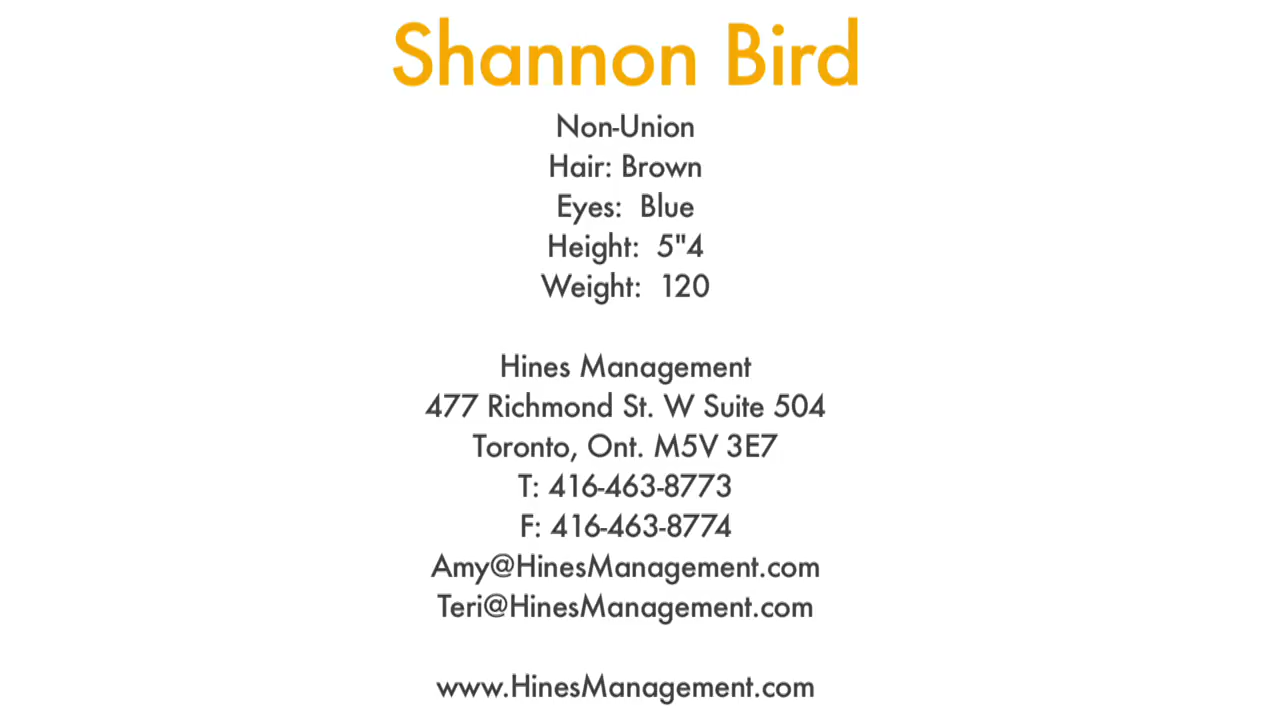 Shannon Bird
Non-Union
Hair: Brown
Eyes:  Blue
Height:  5"4
Weight:  120
Hines Management
477 Richmond St. W Suite 504
Toronto, Ont. M5V 3E7
T: 416-463-8773
F: 416-463-8774
Amy@HinesManagement.com
Teri@HinesManagement.com
www.HinesManagement.com